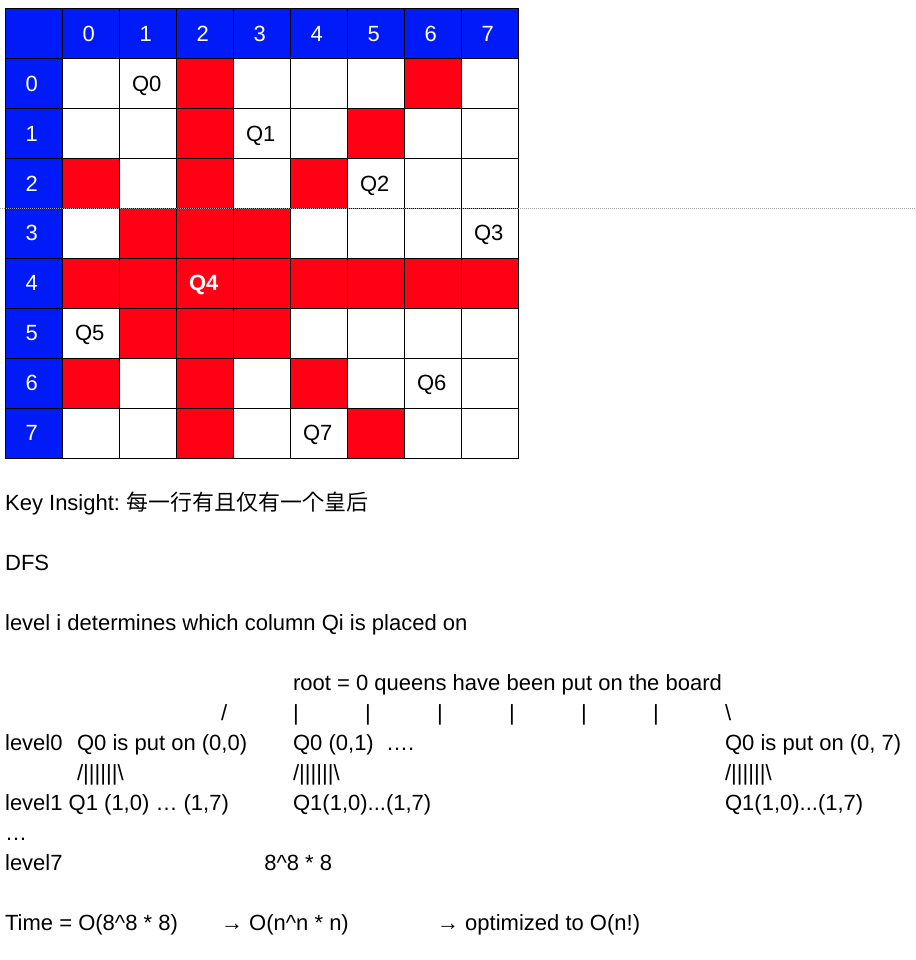 0 1 2 3 4 5 6 7
0 Q0
1 Q1
2 Q2
3 Q3
4 Q4
5 Q5
6 Q6
7 Q7
Key Insight: 每一行有且仅有一个皇后
DFS
level i determines which column Qi is placed on
root = 0 queens have been put on the board
/ | | | | | | \
level0 Q0 is put on (0,0) Q0 (0,1) …. Q0 is put on (0, 7)
/||||||\ /||||||\ /||||||\
level1 Q1 (1,0) … (1,7) Q1(1,0)...(1,7) Q1(1,0)...(1,7)
…
level7 8^8 * 8
Time = O(8^8 * 8) → O(n^n * n) → optimized to O(n!)